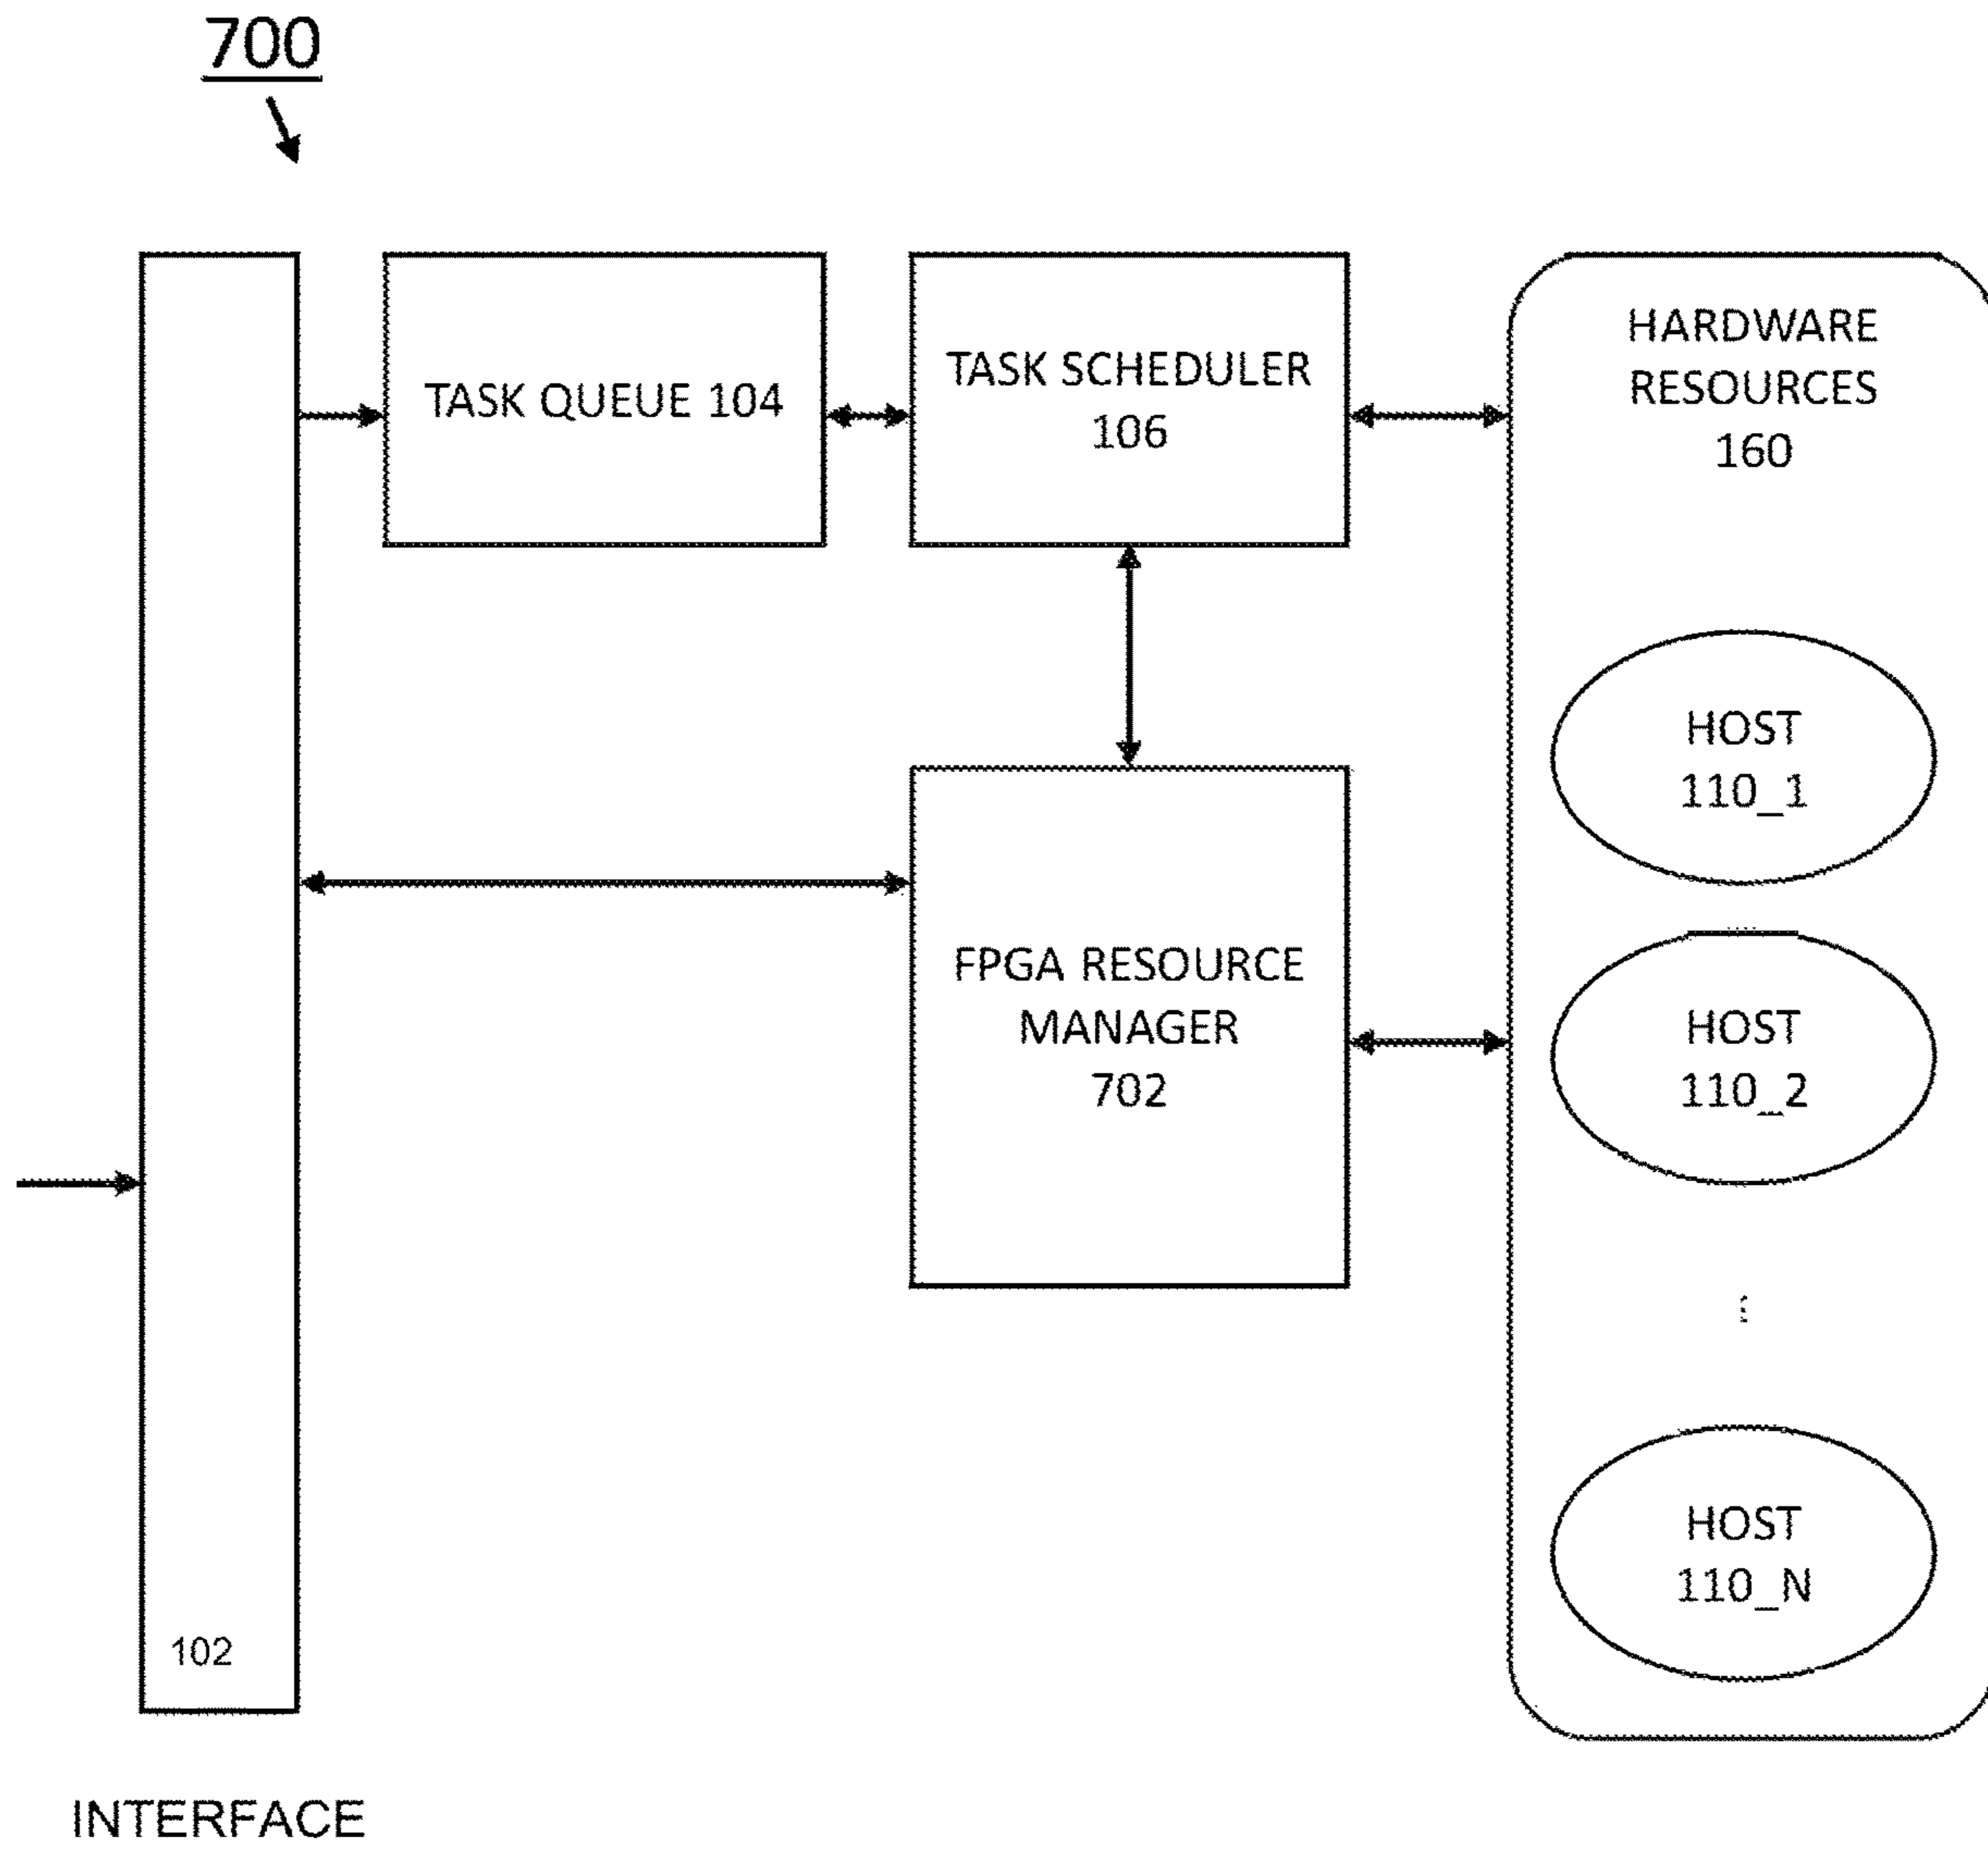 700
TASK QUEUE 104
TASK SCHEDULER
106
HARDWARE
RESOURCES
160
HOST
110_1
FPGA RESOURCE
MANAGER
702
HOST
110_2
HOST
110_N
102
INTERFACE